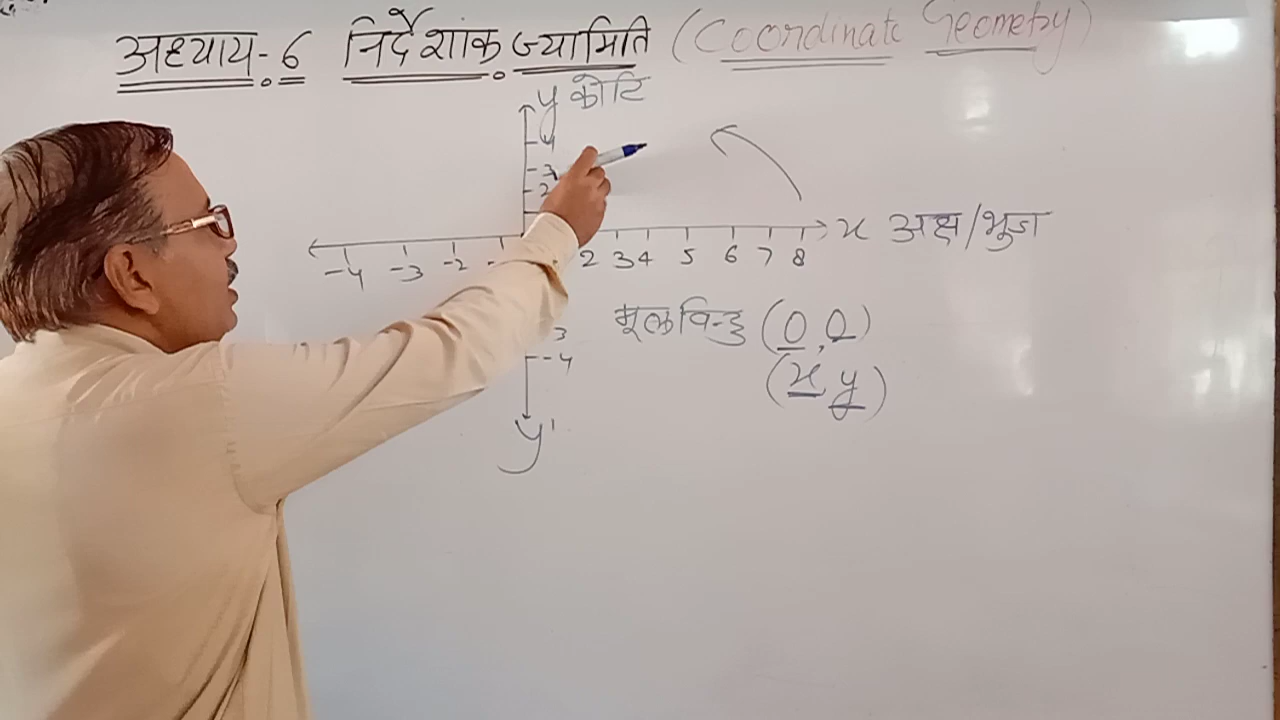 अध्याय-6 निर्देशांक ज्यामिति (Coordinate Geometry)
y कोटि
4
3
2
x अक्ष/भुज
-4 -3 -2 - 2 3 4 5 6 7 8
मूलविन्दु (0,0)
3
-4
(x, y)
y'